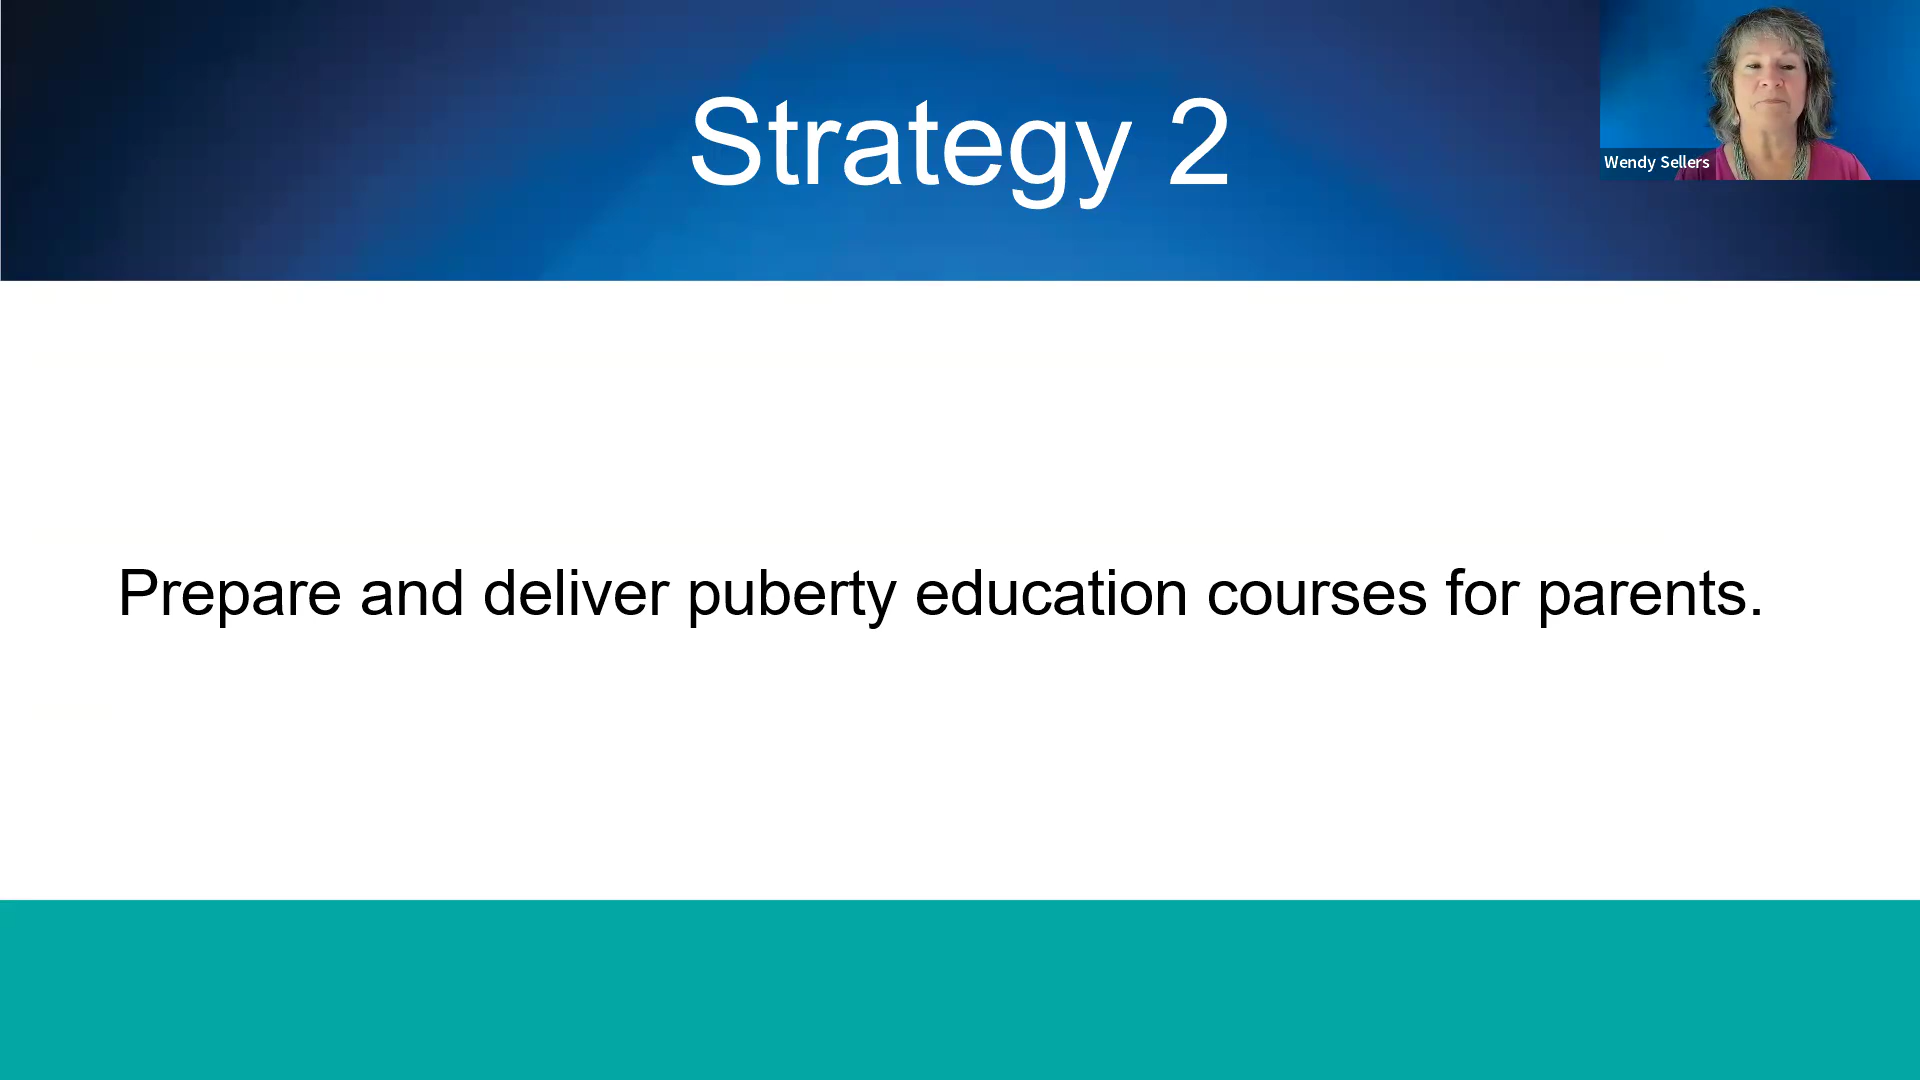 Strategy 2
Wendy Sellers
Prepare and deliver puberty education courses for parents.